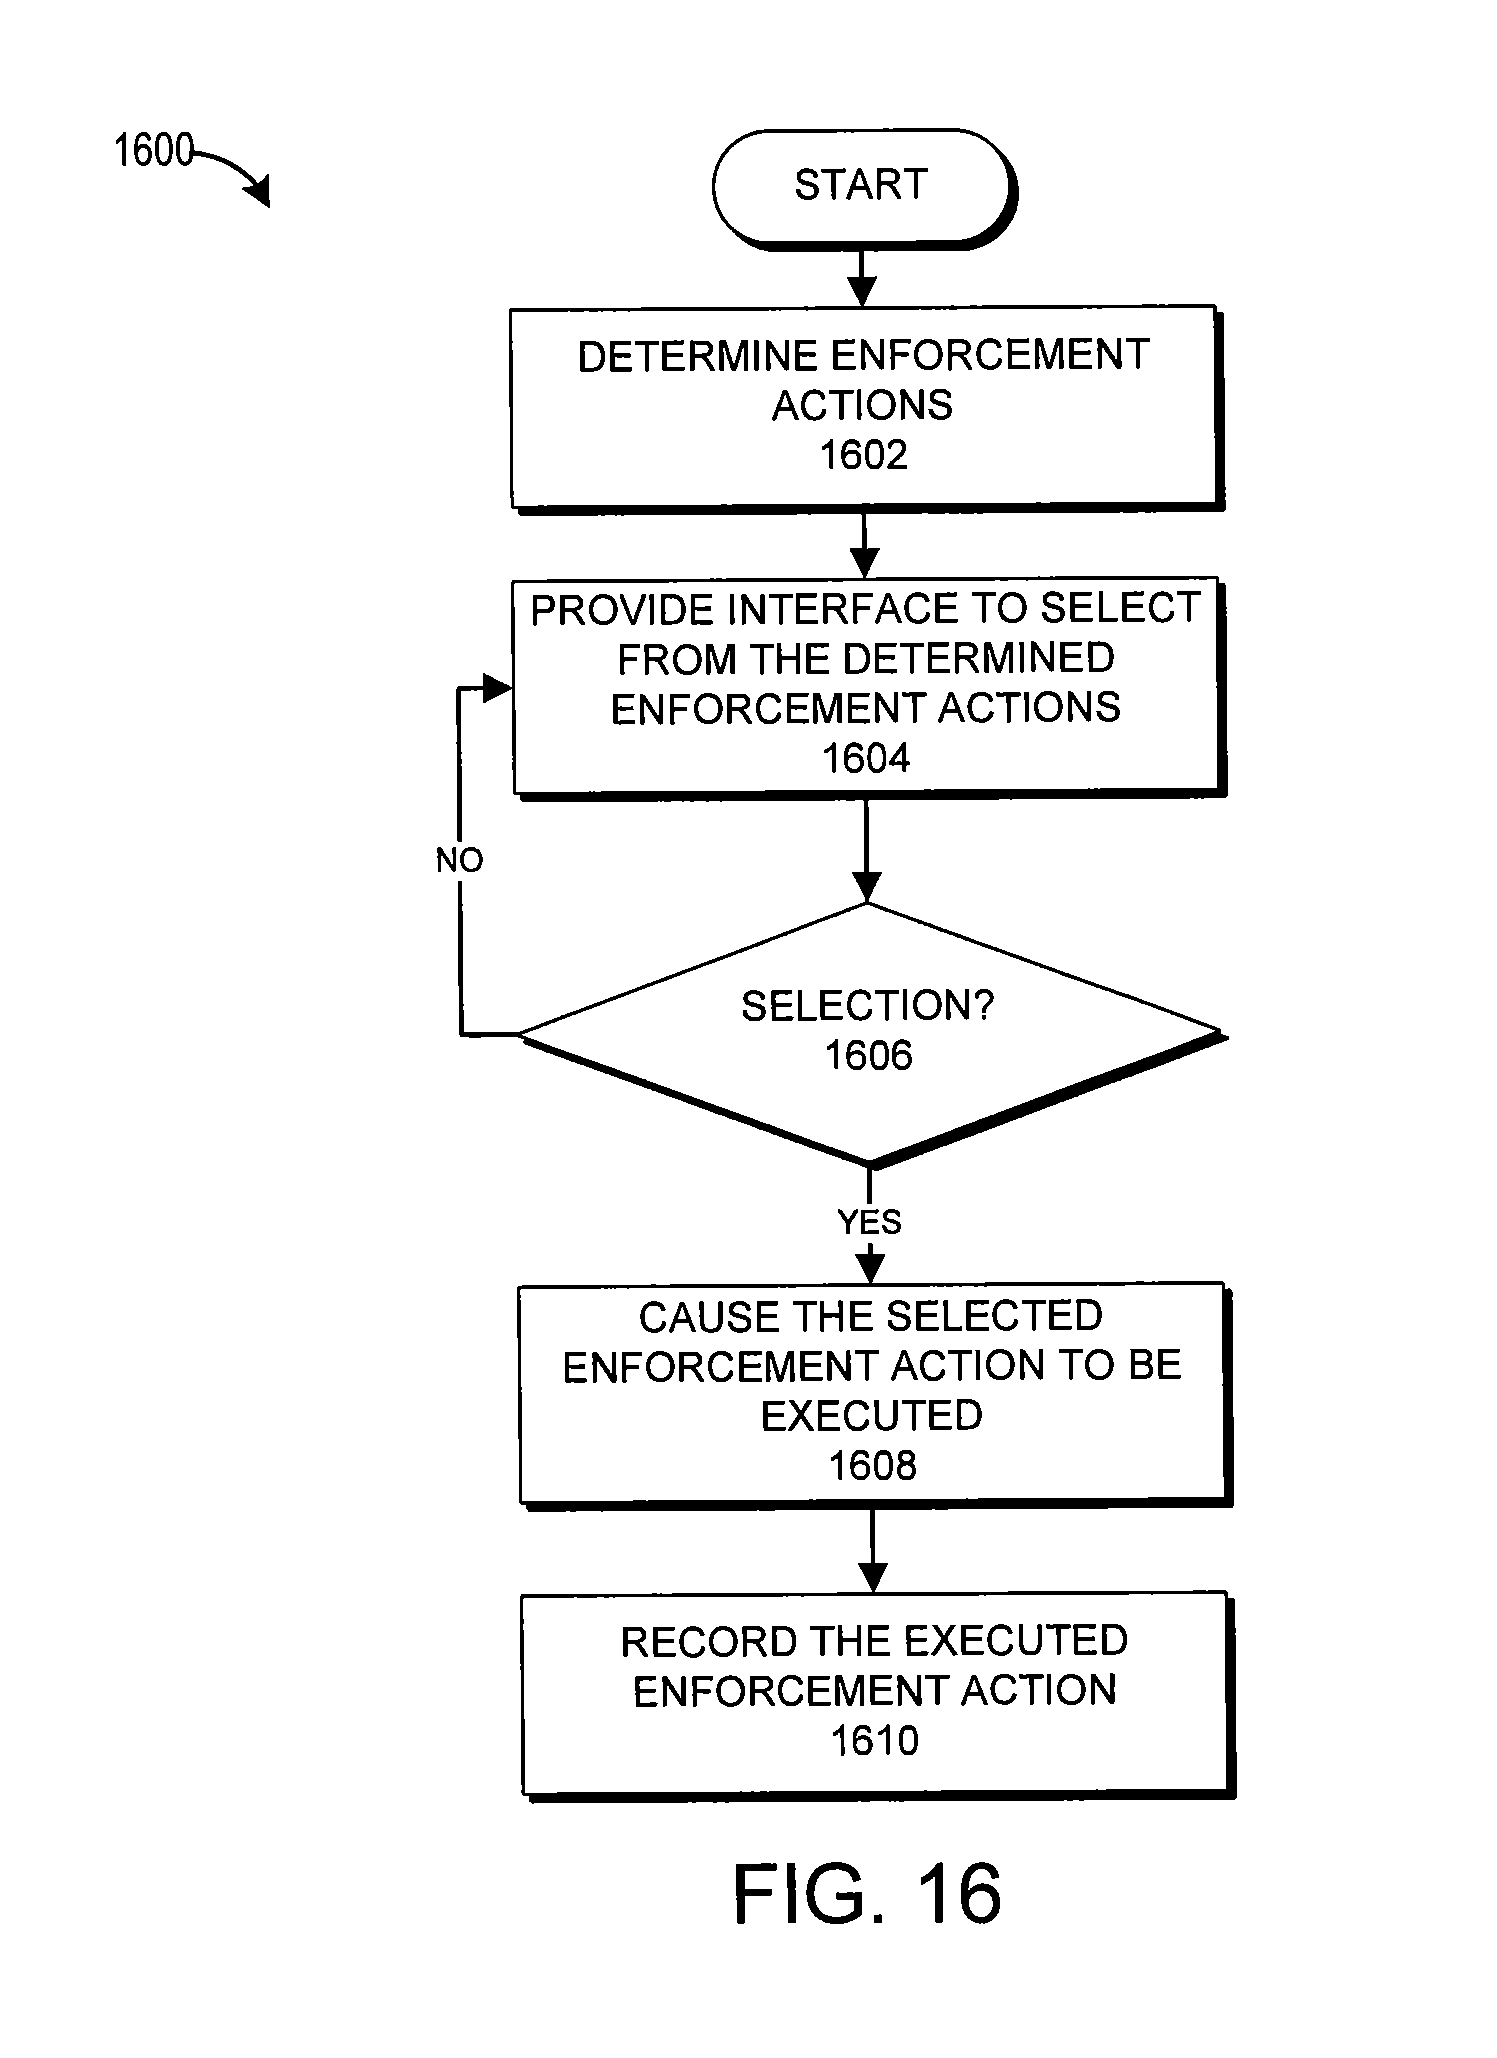 1600
START
DETERMINE ENFORCEMENT
ACTIONS
1602
PROVIDE INTERFACE TO SELECT
FROM THE DETERMINED
ENFORCEMENT ACTIONS
1604
NO
SELECTION?
1606
YES
CAUSE THE SELECTED
ENFORCEMENT ACTION TO BE
EXECUTED
1608
RECORD THE EXECUTED
ENFORCEMENT ACTION
1610
FIG. 16